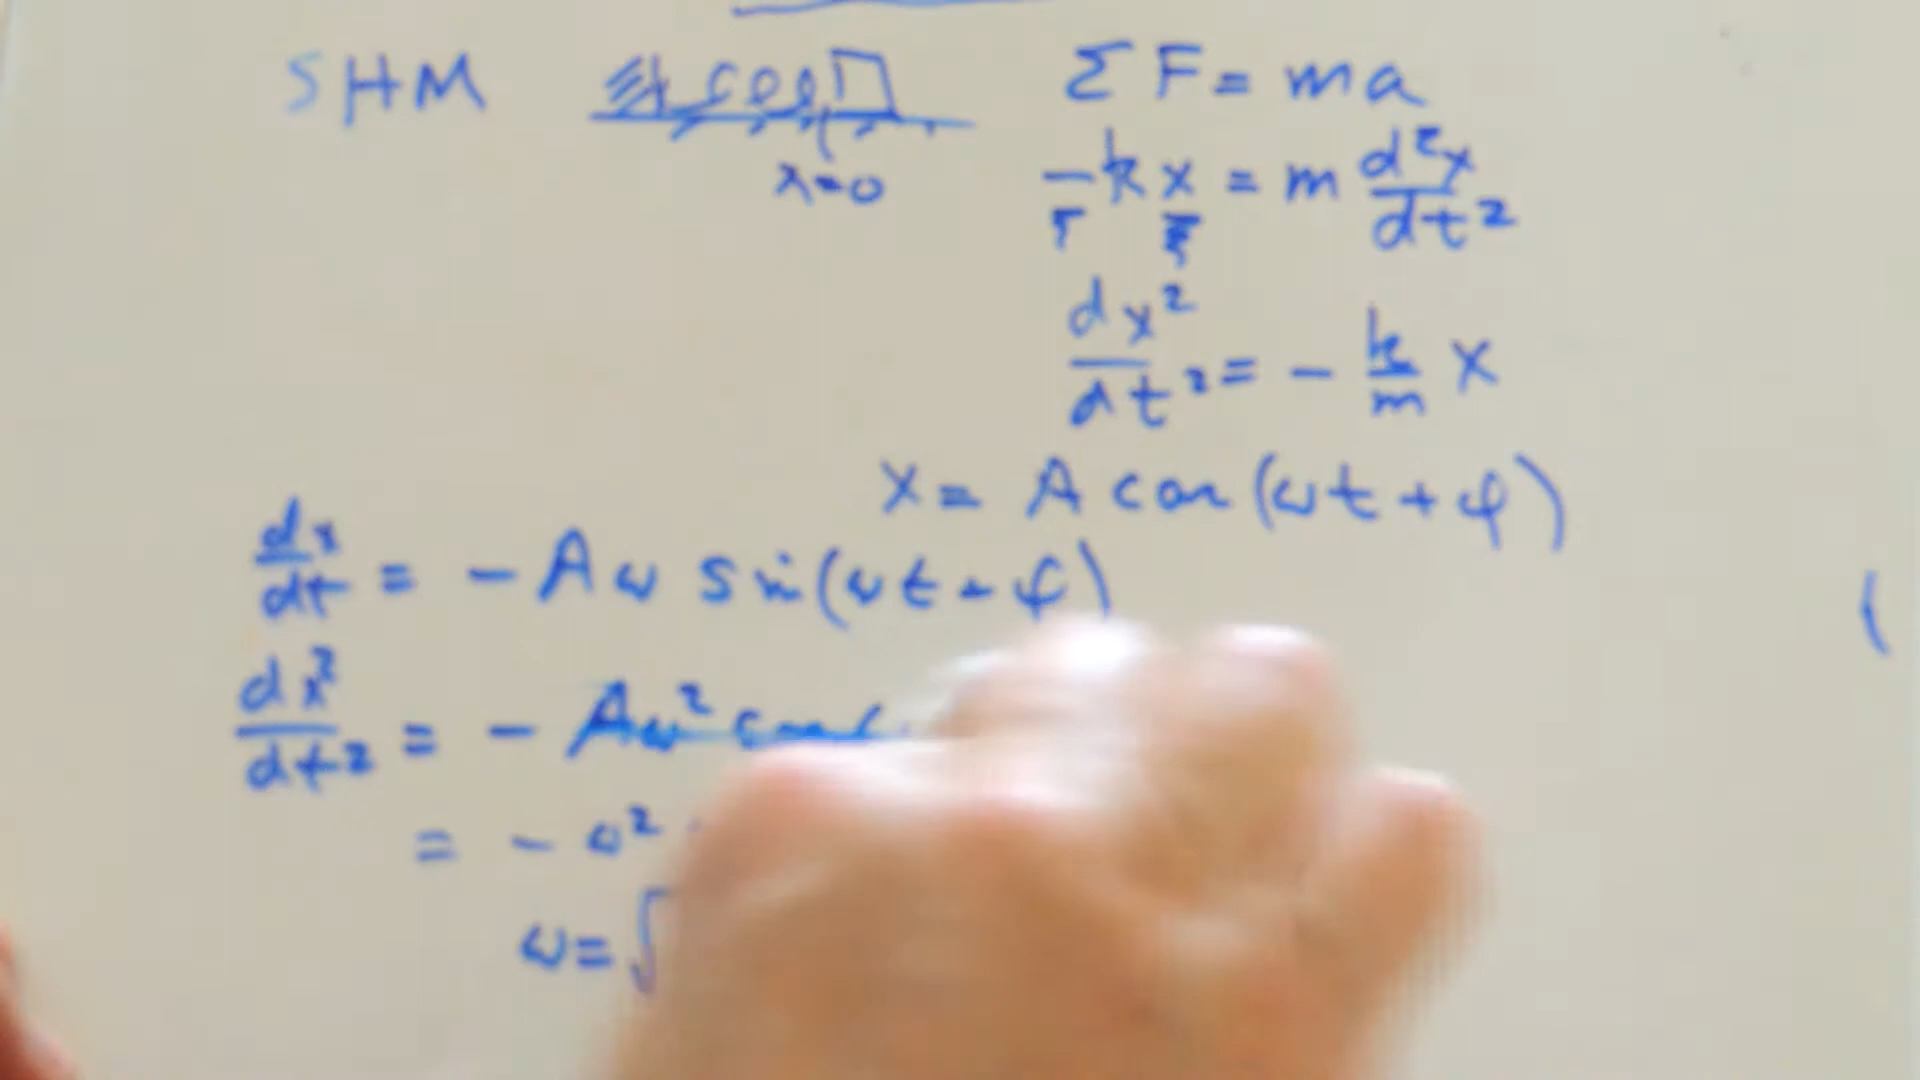 SHM
x=0
ΣF = ma
-kx = m d²x/dt²
dx²/dt² = - k/m x
x = A cos(ωt + φ)
dx/dt = - Aω sin(ωt + φ)
dx²/dt² = - Aω² cos(
= - ω²
ω = √
(